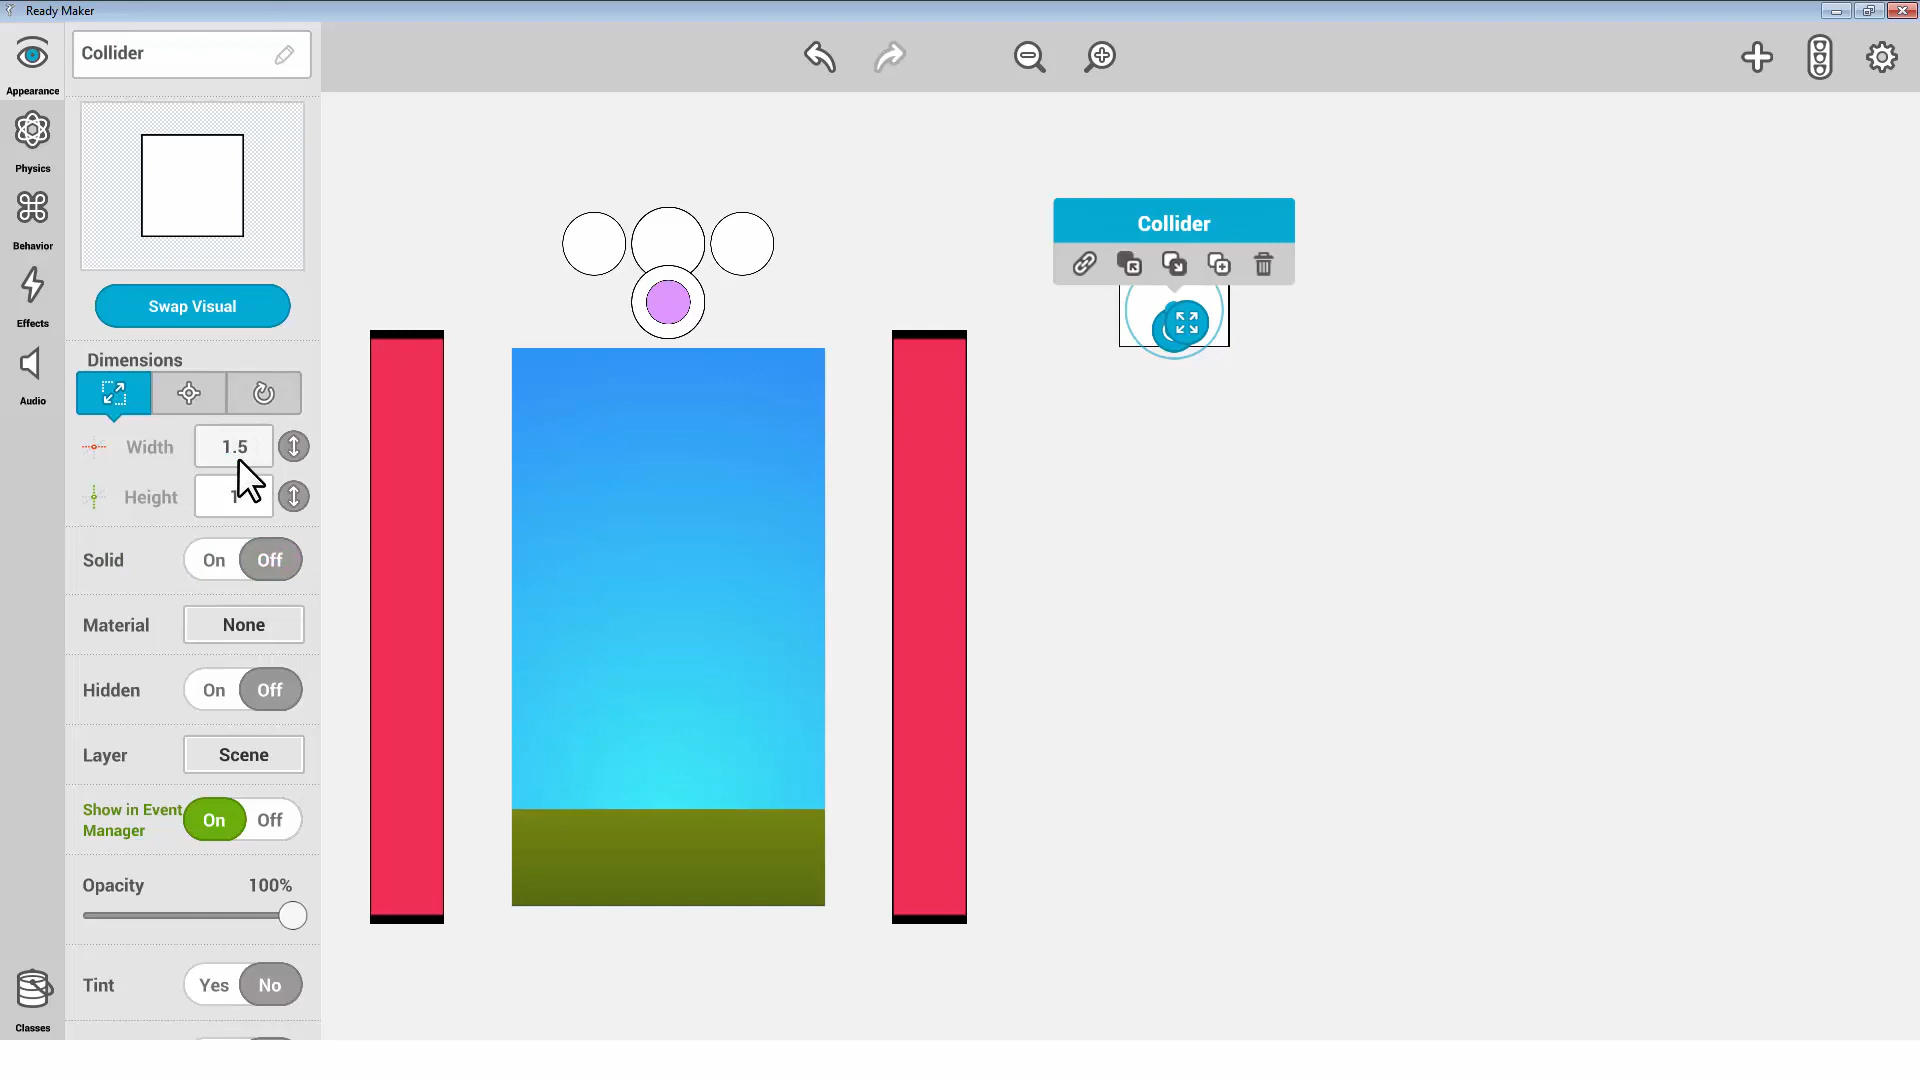 Ready Maker
Collider
Appearance
Physics
Behavior
Effects
Audio
Classes
Swap Visual
Dimensions
Width 1.5
Height 1
Solid On Off
Material None
Hidden On Off
Layer Scene
Show in Event
Manager
On Off
Opacity 100%
Tint Yes No
Collider